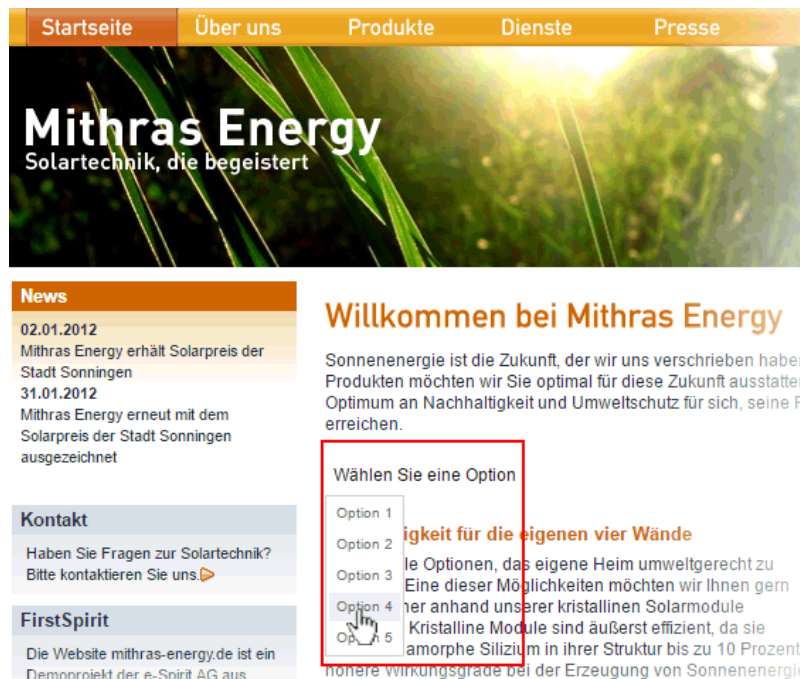 Startseite Über uns Produkte Dienste Presse
Mithras Energy
Solartechnik, die begeistert
News
02.01.2012
Mithras Energy erhält Solarpreis der
Stadt Sonningen
31.01.2012
Mithras Energy erneut mit dem
Solarpreis der Stadt Sonningen
ausgezeichnet
Kontakt
Haben Sie Fragen zur Solartechnik?
Bitte kontaktieren Sie uns.
FirstSpirit
Die Website mithras-energy.de ist ein
Demoprojekt der e-Spirit AG aus
Willkommen bei Mithras Energy
Sonnenenergie ist die Zukunft, der wir uns verschrieben habe
Produkten möchten wir Sie optimal für diese Zukunft ausstatte
Optimum an Nachhaltigkeit und Umweltschutz für sich, seine F
erreichen.
Wählen Sie eine Option
Option 1
Option 2
Option 3
Option 4
Op 5
igkeit für die eigenen vier Wände
le Optionen, das eigene Heim umweltgerecht zu
Eine dieser Möglichkeiten möchten wir Ihnen gern
her anhand unserer kristallinen Solarmodule
Kristalline Module sind äußerst effizient, da sie
amorphe Silizium in ihrer Struktur bis zu 10 Prozent
höhere Wirkungsgrade bei der Erzeugung von Sonnenenergie